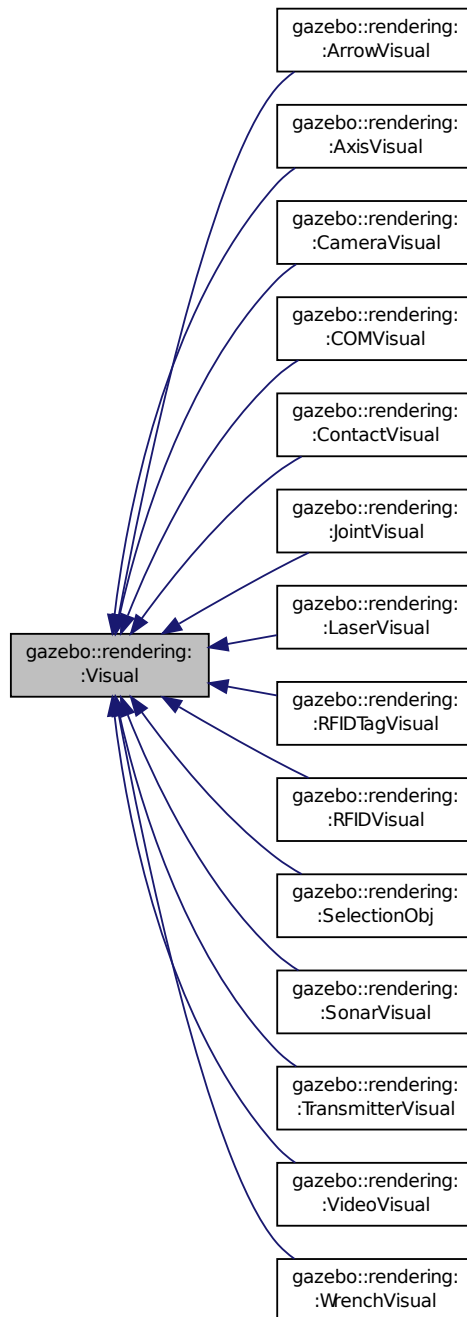 gazebo::rendering:
:ArrowVisual
gazebo::rendering:
:AxisVisual
gazebo::rendering:
:CameraVisual
gazebo::rendering:
:COMVisual
gazebo::rendering:
:ContactVisual
gazebo::rendering:
:JointVisual
gazebo::rendering:
:LaserVisual
gazebo::rendering:
:Visual
gazebo::rendering:
:RFIDTagVisual
gazebo::rendering:
:RFIDVisual
gazebo::rendering:
:SelectionObj
gazebo::rendering:
:SonarVisual
gazebo::rendering:
:TransmitterVisual
gazebo::rendering:
:VideoVisual
gazebo::rendering:
:WrenchVisual